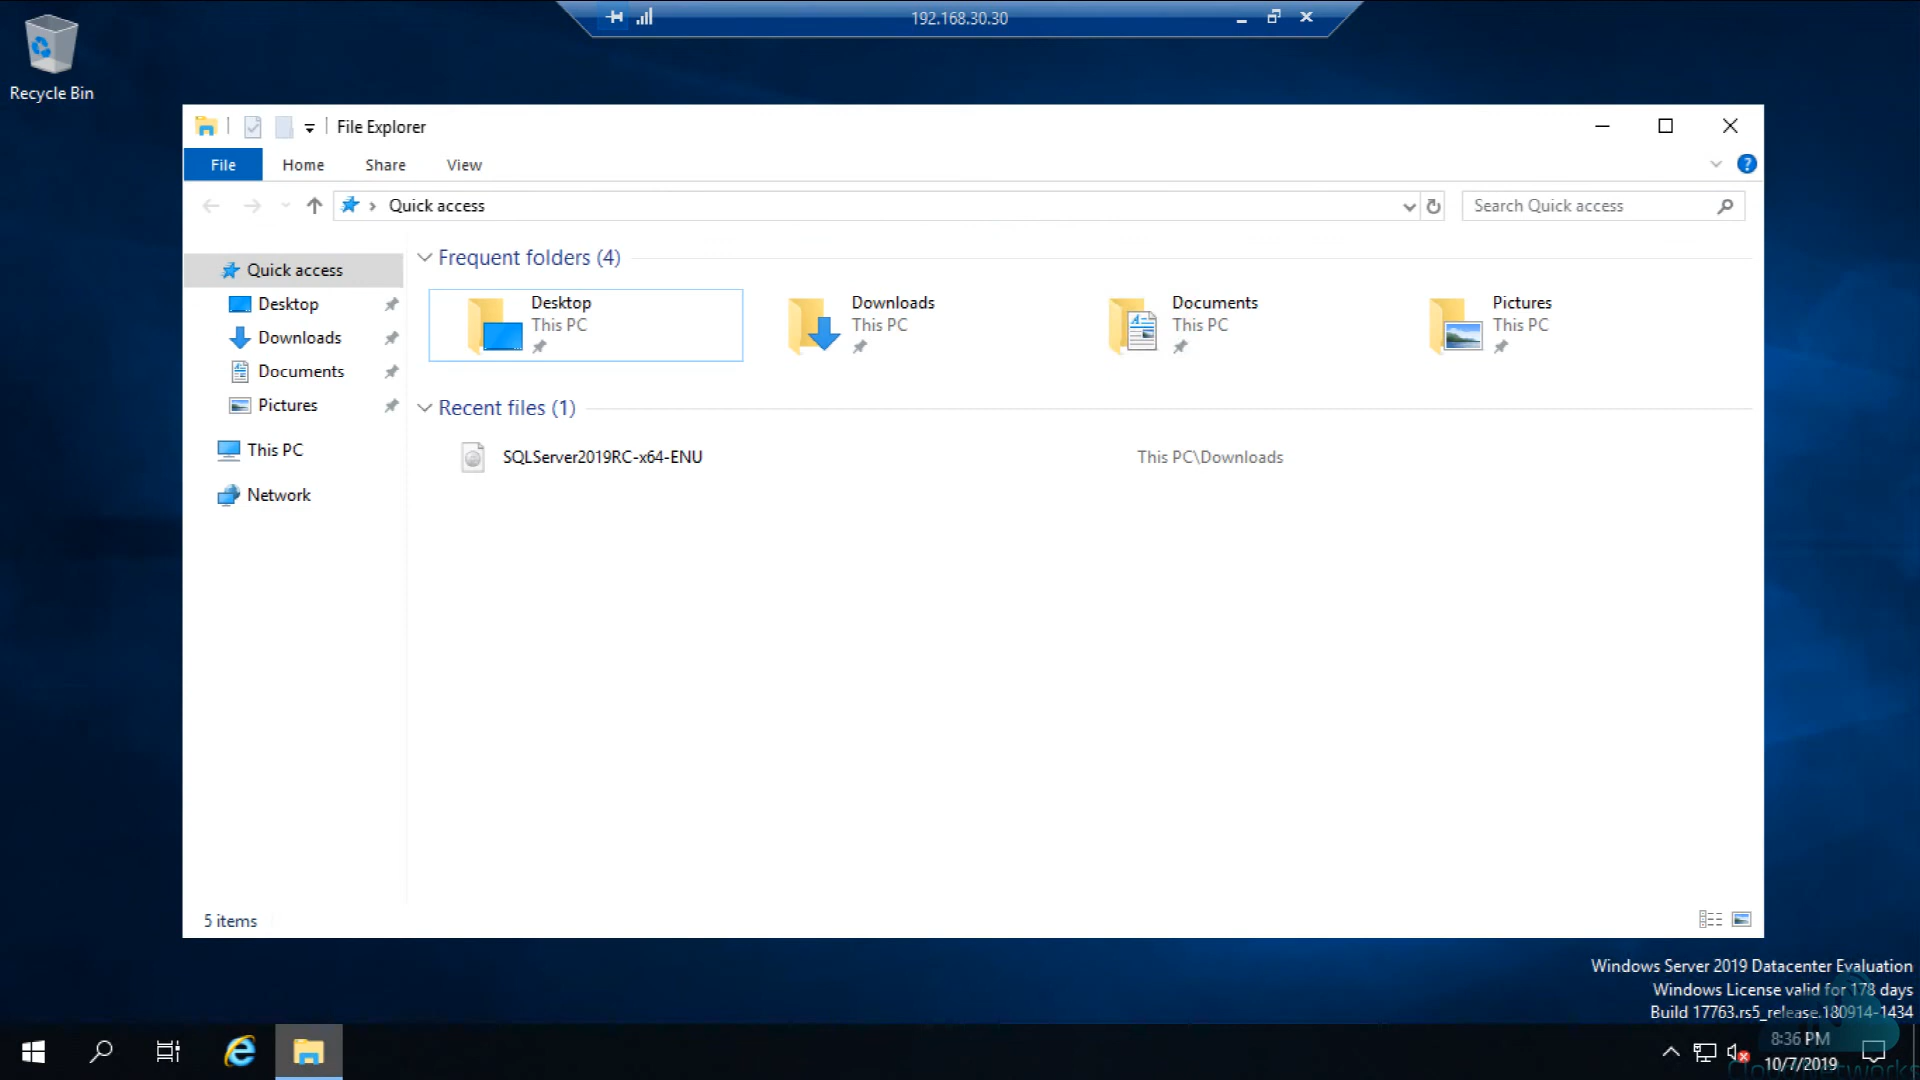 192.168.30.30
Recycle Bin
File Explorer
File Home Share View
Quick access
Search Quick access
Quick access
Desktop
Downloads
Documents
Pictures
This PC
Network
Frequent folders (4)
Desktop
This PC
Downloads
This PC
Documents
This PC
Pictures
This PC
Recent files (1)
SQLServer2019RC-x64-ENU This PC\Downloads
5 items
Windows Server 2019 Datacenter Evaluation
Windows License valid for 178 days
Build 17763.rs5_release.180914-1434
8:36 PM
10/7/2019